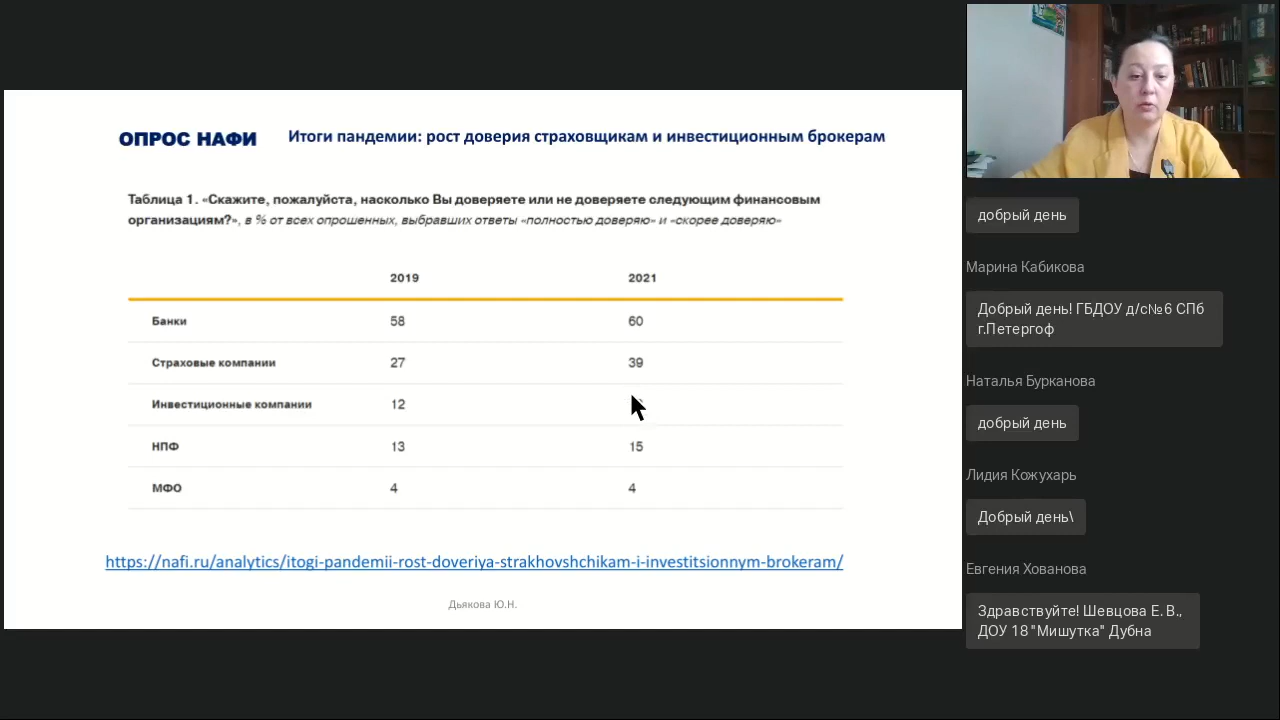 ОПРОС НАФИ
Итоги пандемии: рост доверия страховщикам и инвестиционным брокерам
Таблица 1. «Скажите, пожалуйста, насколько Вы доверяете или не доверяете следующим финансовым
организациям?», в % от всех опрошенных, выбравших ответы «полностью доверяю» и «скорее доверяю»
2019 2021
Банки 58 60
Страховые компании 27 39
Инвестиционные компании 12
НПФ 13 15
МФО 4 4
https://nafi.ru/analytics/itogi-pandemii-rost-doveriya-strakhovshchikam-i-investitsionnym-brokeram/
Дьякова Ю.Н.
добрый день
Марина Кабикова
Добрый день! ГБДОУ д/с№6 СПб
г.Петергоф
Наталья Бурканова
добрый день
Лидия Кожухарь
Добрый день\
Евгения Хованова
Здравствуйте! Шевцова Е. В.,
ДОУ 18 "Мишутка" Дубна